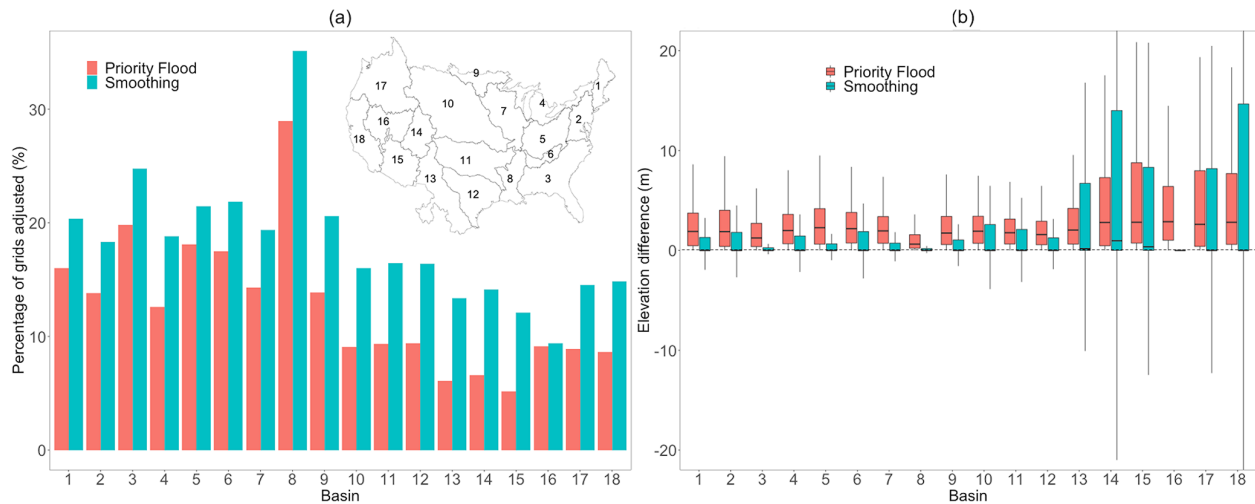 (a)
Percentage of grids adjusted (%)
30
20
10
0
Priority Flood
Smoothing
9
1
17
10
4
7
2
16
14
5
18
6
15
11
13
8
3
12
1 2 3 4 5 6 7 8 9 10 11 12 13 14 15 16 17 18
Basin
(b)
Elevation difference (m)
20
10
0
-10
-20
Priority Flood
Smoothing
1 2 3 4 5 6 7 8 9 10 11 12 13 14 15 16 17 18
Basin